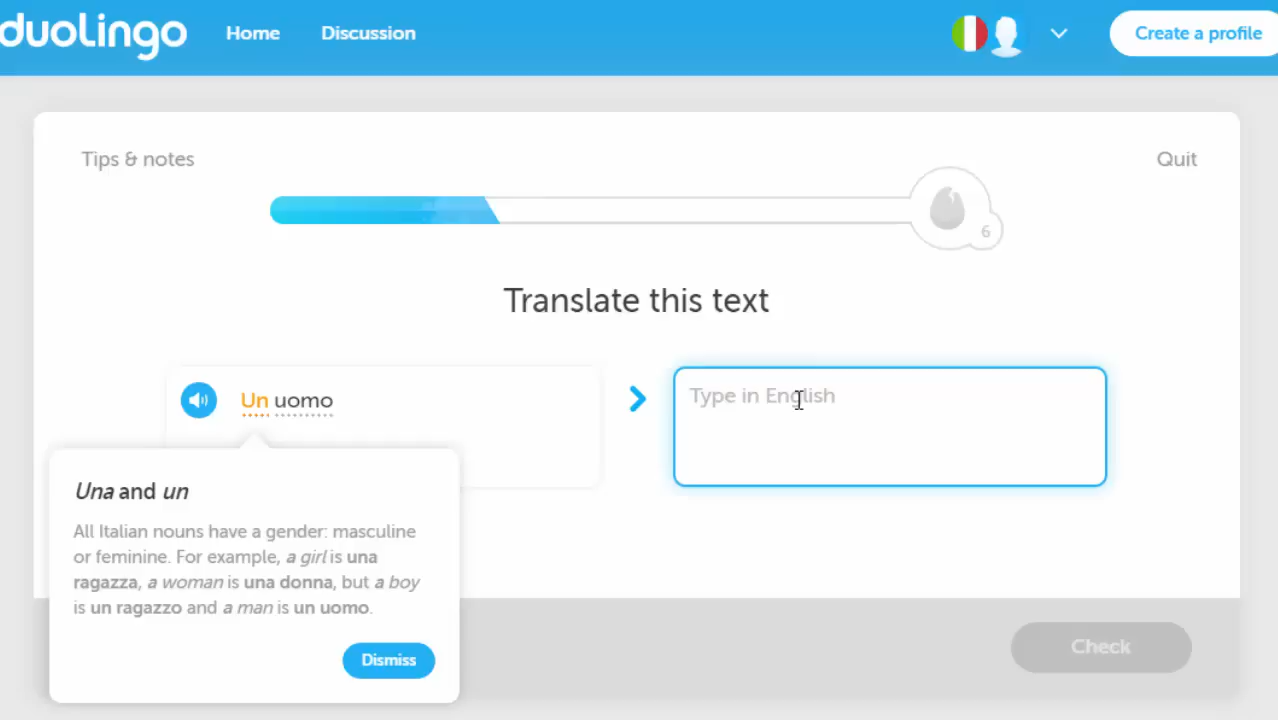 duolingo
Home
Discussion
Create a profile
Tips & notes
Quit
6
Translate this text
Un uomo
Type in English
Una and un
All Italian nouns have a gender: masculine
or feminine. For example, a girl is una
ragazza, a woman is una donna, but a boy
is un ragazzo and a man is un uomo.
Dismiss
Check